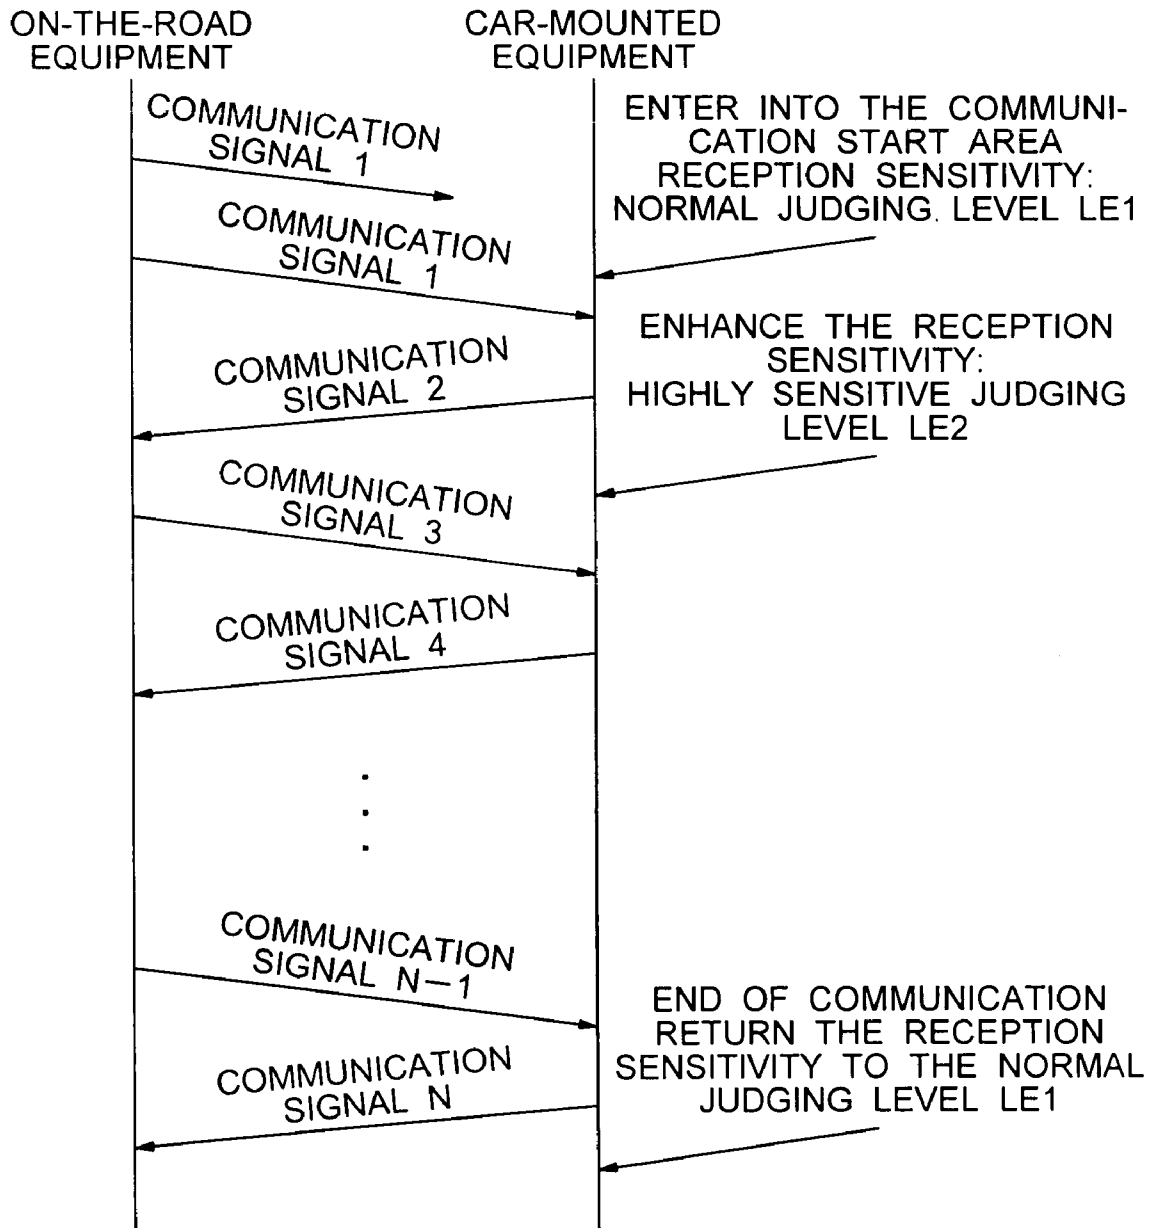 ON-THE-ROAD
EQUIPMENT
CAR-MOUNTED
EQUIPMENT
COMMUNICATION
SIGNAL 1
ENTER INTO THE COMMUNI-
CATION START AREA
RECEPTION SENSITIVITY:
NORMAL JUDGING. LEVEL LE1
COMMUNICATION
SIGNAL 1
ENHANCE THE RECEPTION
SENSITIVITY:
HIGHLY SENSITIVE JUDGING
LEVEL LE2
COMMUNICATION
SIGNAL 2
COMMUNICATION
SIGNAL 3
COMMUNICATION
SIGNAL 4
COMMUNICATION
SIGNAL N—1
END OF COMMUNICATION
RETURN THE RECEPTION
SENSITIVITY TO THE NORMAL
JUDGING LEVEL LE1
COMMUNICATION
SIGNAL N